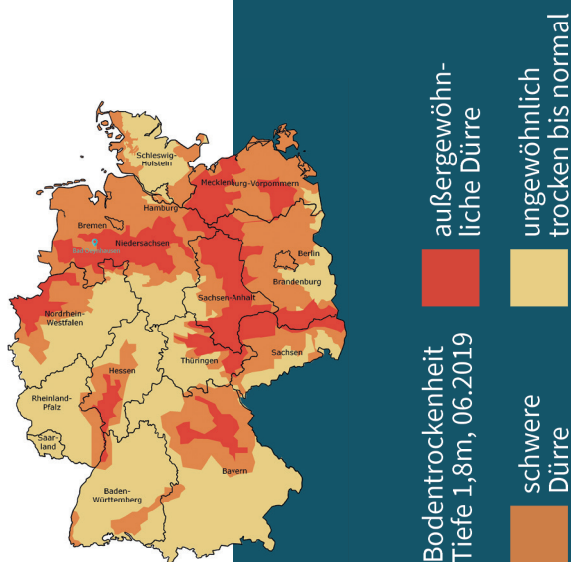 Schleswig-
Holstein
Mecklenburg-Vorpommern
Hamburg
Bremen
Niedersachsen
Berlin
Brandenburg
Sachsen-Anhalt
Nordrhein-
Westfalen
Hessen
Thüringen
Sachsen
Rheinland-
Pfalz
Saar-
land
Bayern
Baden-
Württemberg
Bodentrockenheit
Tiefe 1,8m, 06.2019
außergewöhn-
liche Dürre
schwere
Dürre
ungewöhnlich
trocken bis normal